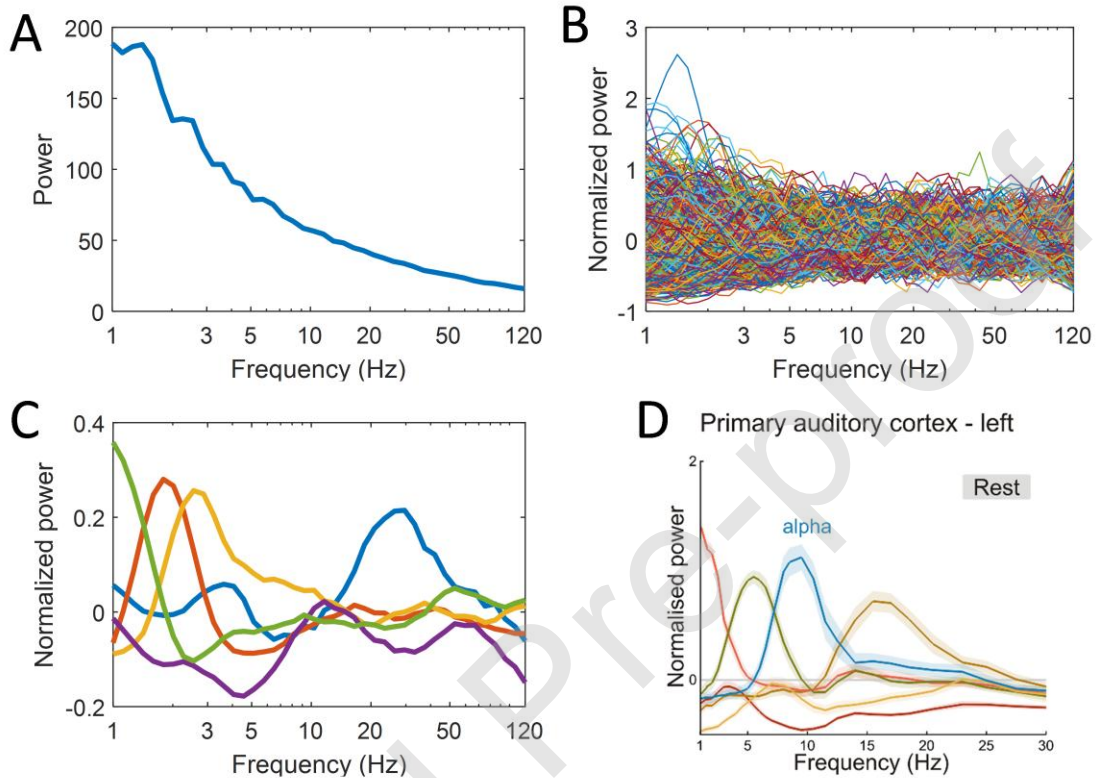 A
200
150
100
50
0
Power
1 3 5 10 20 50 120
Frequency (Hz)
B
3
2
1
0
-1
Normalized power
1 3 5 10 20 50 120
Frequency (Hz)
C
0.4
0.2
0
-0.2
Normalized power
1 3 5 10 20 50 120
Frequency (Hz)
D
Primary auditory cortex - left
2
0
Normalised power
Rest
alpha
1 5 10 15 20 25 30
Frequency (Hz)
Pre-proof